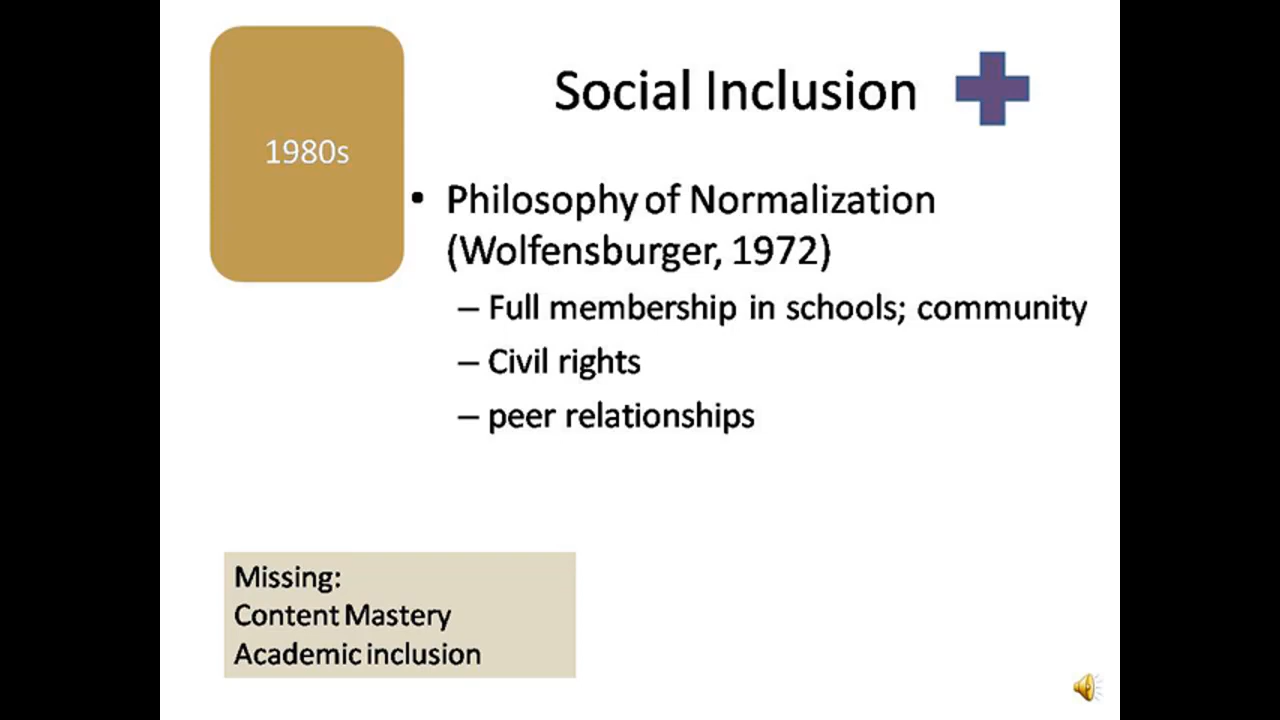 1980s
Social Inclusion
• Philosophy of Normalization
(Wolfensburger, 1972)
– Full membership in schools; community
– Civil rights
– peer relationships
Missing:
Content Mastery
Academic inclusion